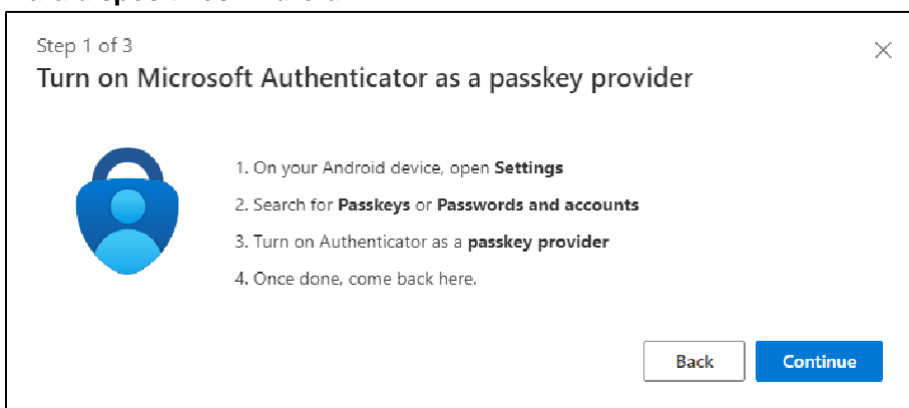 Step 1 of 3
Turn on Microsoft Authenticator as a passkey provider
1. On your Android device, open Settings
2. Search for Passkeys or Passwords and accounts
3. Turn on Authenticator as a passkey provider
4. Once done, come back here.
Back
Continue